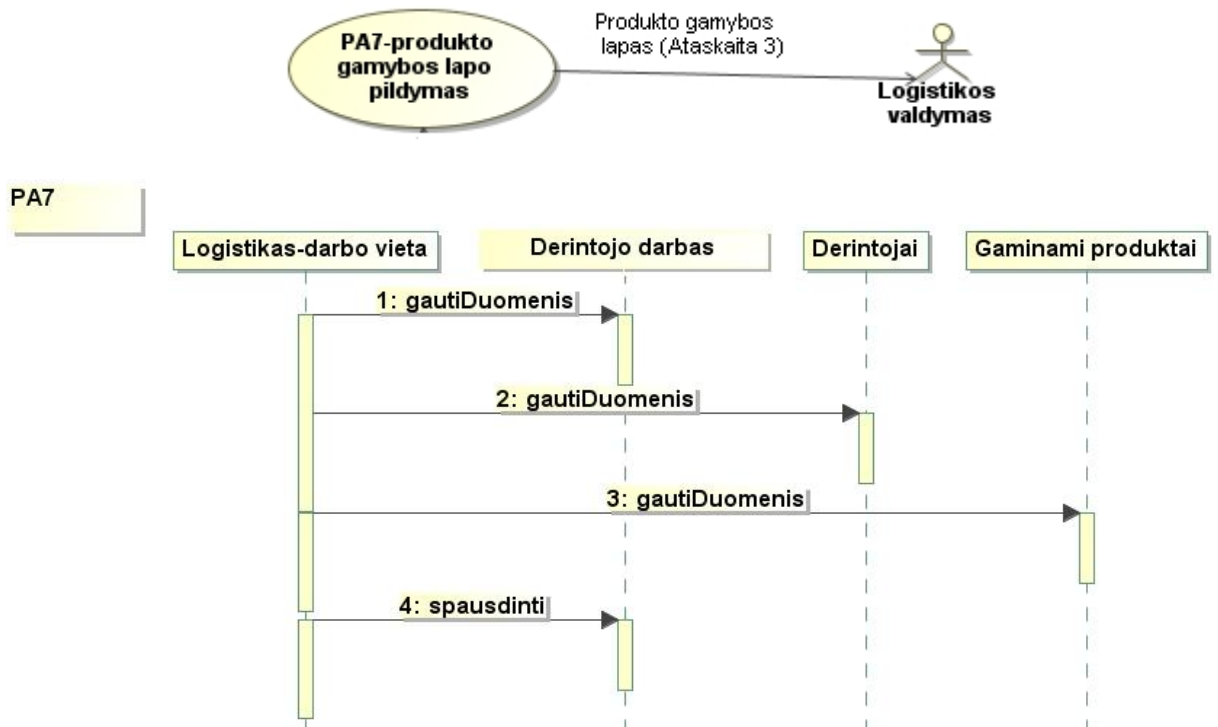 PA7-produkto
gamybos lapo
pildymas
Produkto gamybos
lapas (Ataskaita 3)
Logistikos
valdymas
PA7
Logistikas-darbo vieta
Derintojo darbas
Derintojai
Gaminami produktai
1: gautiDuomenis
2: gautiDuomenis
3: gautiDuomenis
4: spausdinti